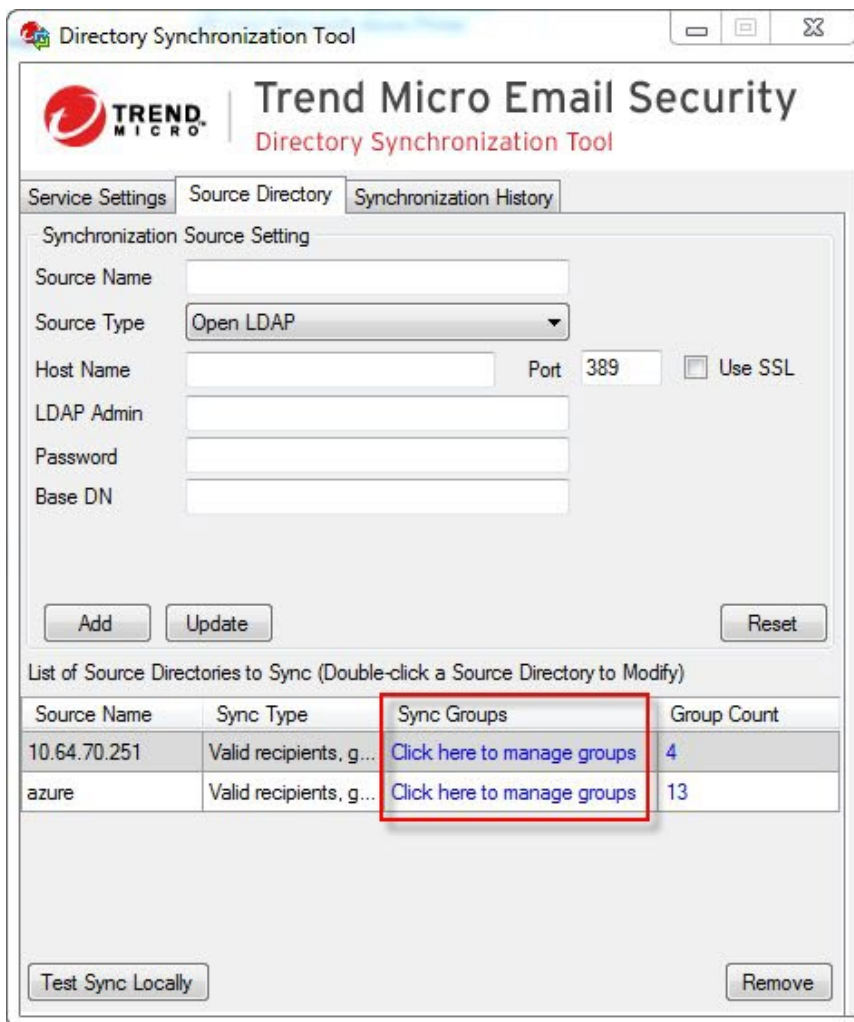 Directory Synchronization Tool
TREND MICRO™ Trend Micro Email Security
Directory Synchronization Tool
Service Settings Source Directory Synchronization History
Synchronization Source Setting
Source Name
Source Type Open LDAP
Host Name Port 389 Use SSL
LDAP Admin
Password
Base DN
Add Update Reset
List of Source Directories to Sync (Double-click a Source Directory to Modify)
Source Name Sync Type Sync Groups Group Count
10.64.70.251 Valid recipients, g... Click here to manage groups 4
azure Valid recipients, g... Click here to manage groups 13
Test Sync Locally Remove